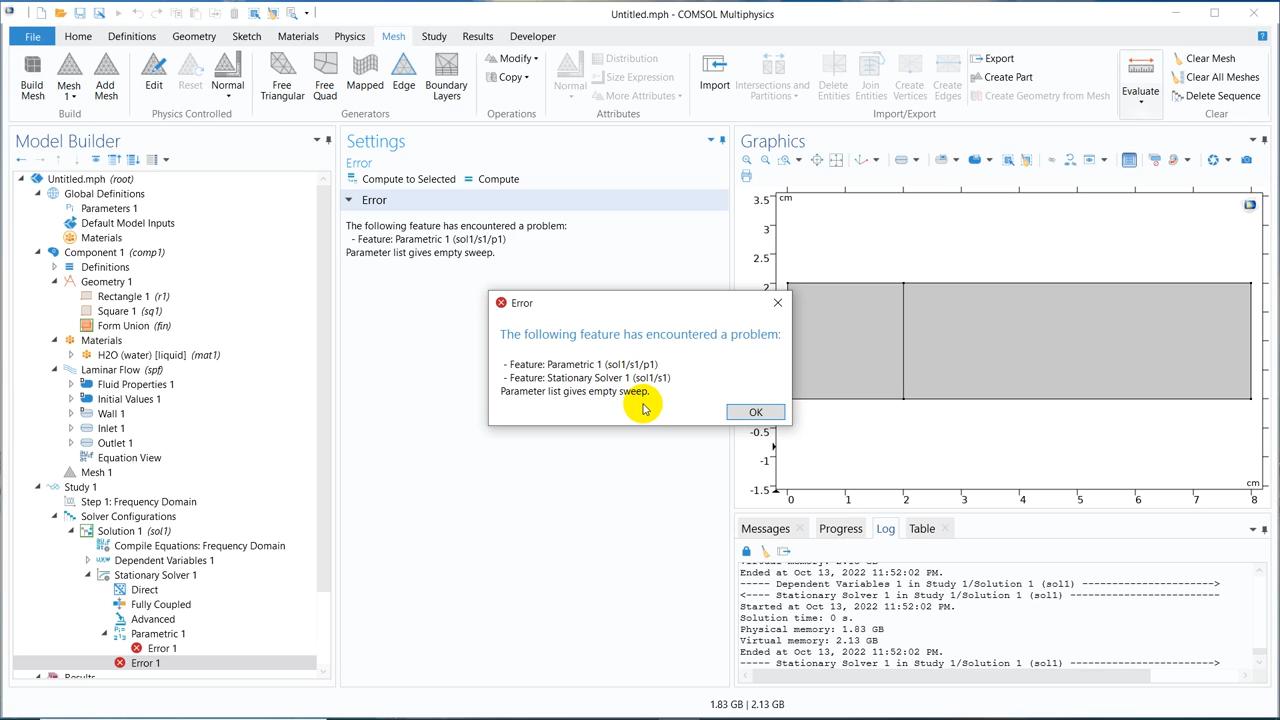 Untitled.mph - COMSOL Multiphysics
File Home Definitions Geometry Sketch Materials Physics Mesh Study Results Developer
Build Mesh
Mesh 1
Add Mesh
Build
Edit
Reset
Normal
Physics Controlled
Free Triangular
Free Quad
Mapped
Edge
Boundary Layers
Generators
Modify
Copy
Operations
Normal
Distribution
Size Expression
More Attributes
Attributes
Import
Intersections and Partitions
Delete Entities
Join Entities
Create Vertices
Create Edges
Export
Create Part
Create Geometry from Mesh
Import/Export
Evaluate
Clear Mesh
Clear All Meshes
Delete Sequence
Clear
Model Builder
Untitled.mph (root)
Global Definitions
Parameters 1
Default Model Inputs
Materials
Component 1 (comp1)
Definitions
Geometry 1
Rectangle 1 (r1)
Square 1 (sq1)
Form Union (fin)
Materials
H2O (water) [liquid] (mat1)
Laminar Flow (spf)
Fluid Properties 1
Initial Values 1
Wall 1
Inlet 1
Outlet 1
Equation View
Mesh 1
Study 1
Step 1: Frequency Domain
Solver Configurations
Solution 1 (sol1)
Compile Equations: Frequency Domain
Dependent Variables 1
Stationary Solver 1
Direct
Fully Coupled
Advanced
Parametric 1
Error 1
Error 1
Results
Settings
Error
Compute to Selected = Compute
Error
The following feature has encountered a problem:
- Feature: Parametric 1 (sol1/s1/p1)
Parameter list gives empty sweep.
Error
The following feature has encountered a problem:
- Feature: Parametric 1 (sol1/s1/p1)
- Feature: Stationary Solver 1 (sol1/s1)
Parameter list gives empty sweep.
OK
Graphics
cm
3.5
3
2.5
2
-0.5
-1
-1.5
0 1 2 3 4 5 6 7 8
cm
Messages Progress Log Table
Ended at Oct 13, 2022 11:52:02 PM.
----- Dependent Variables 1 in Study 1/Solution 1 (sol1) ---------------------->
<---- Stationary Solver 1 in Study 1/Solution 1 (sol1) -------------------------
Started at Oct 13, 2022 11:52:02 PM.
Solution time: 0 s.
Physical memory: 1.83 GB
Virtual memory: 2.13 GB
Ended at Oct 13, 2022 11:52:02 PM.
----- Stationary Solver 1 in Study 1/Solution 1 (sol1) ------------------------>
1.83 GB | 2.13 GB